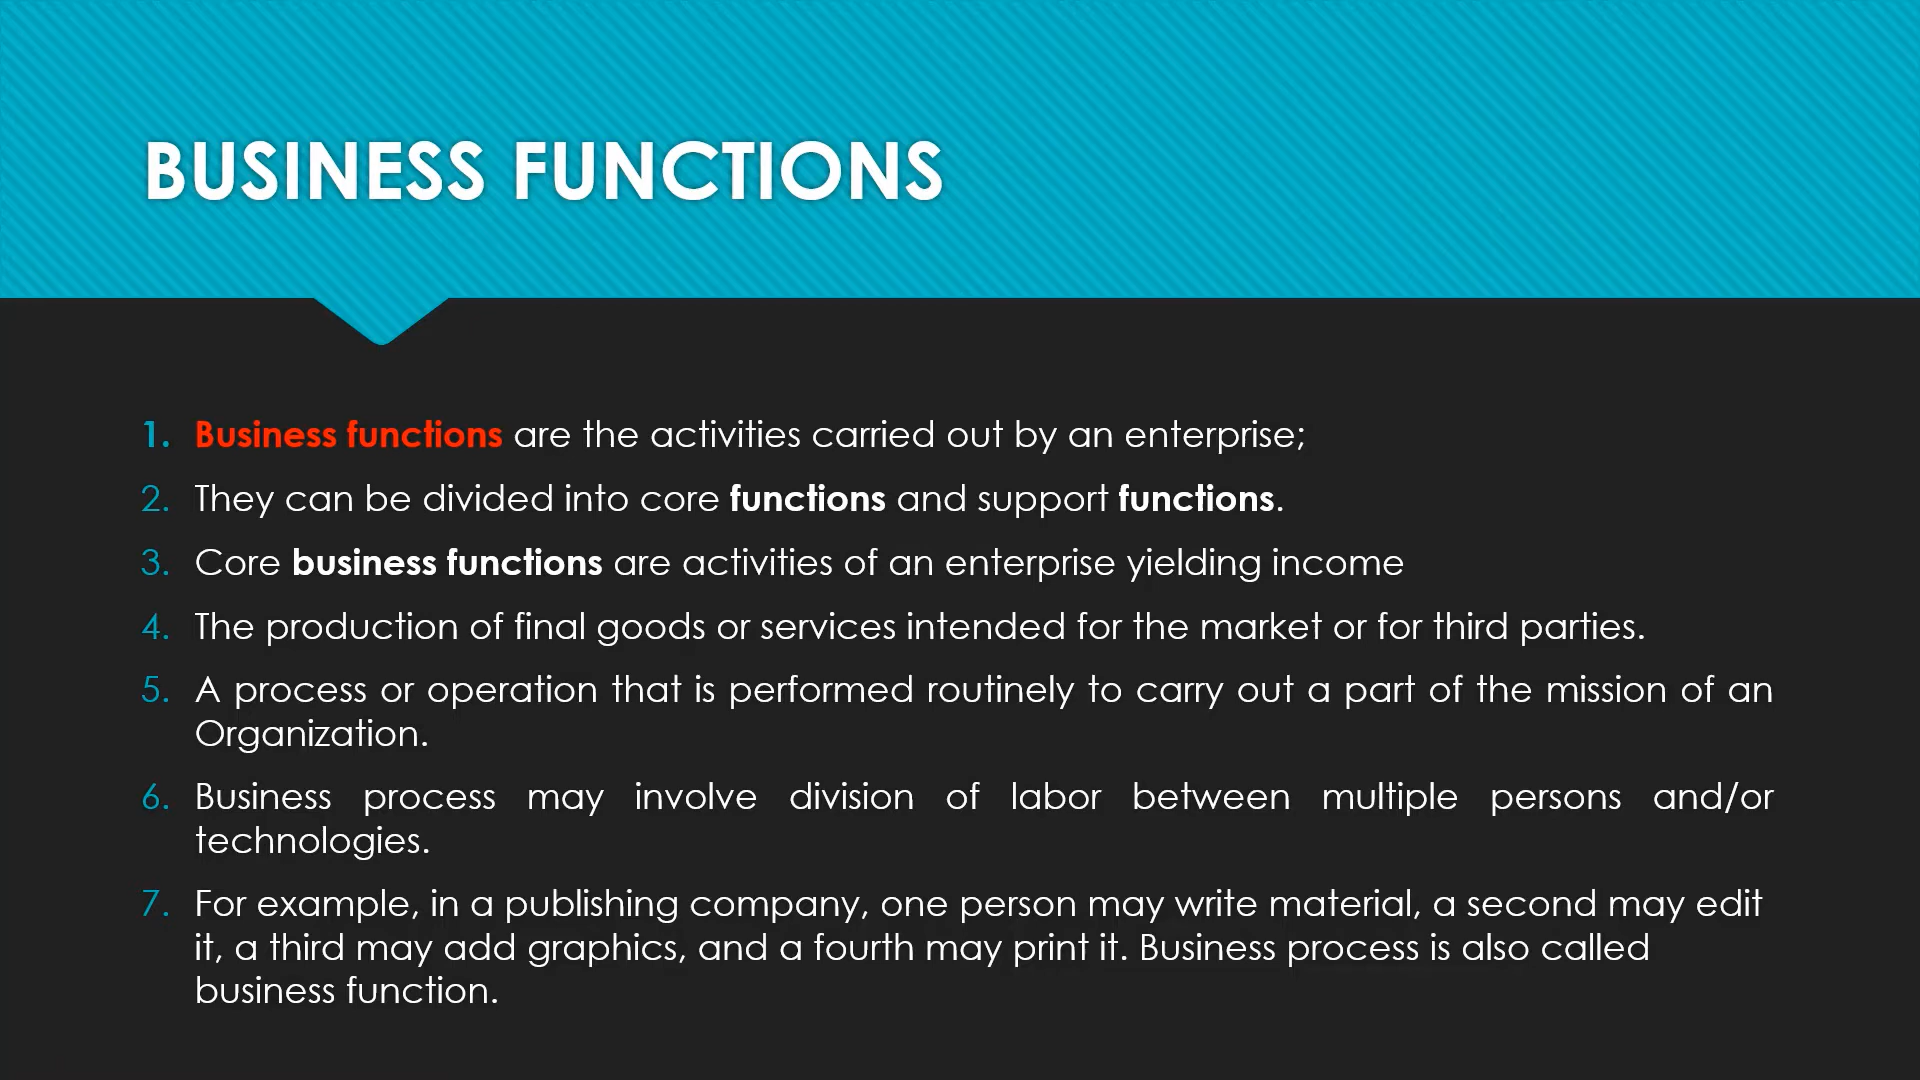 BUSINESS FUNCTIONS
1. Business functions are the activities carried out by an enterprise;
2. They can be divided into core functions and support functions.
3. Core business functions are activities of an enterprise yielding income
4. The production of final goods or services intended for the market or for third parties.
5. A process or operation that is performed routinely to carry out a part of the mission of an
Organization.
6. Business process may involve division of labor between multiple persons and/or
technologies.
7. For example, in a publishing company, one person may write material, a second may edit
it, a third may add graphics, and a fourth may print it. Business process is also called
business function.